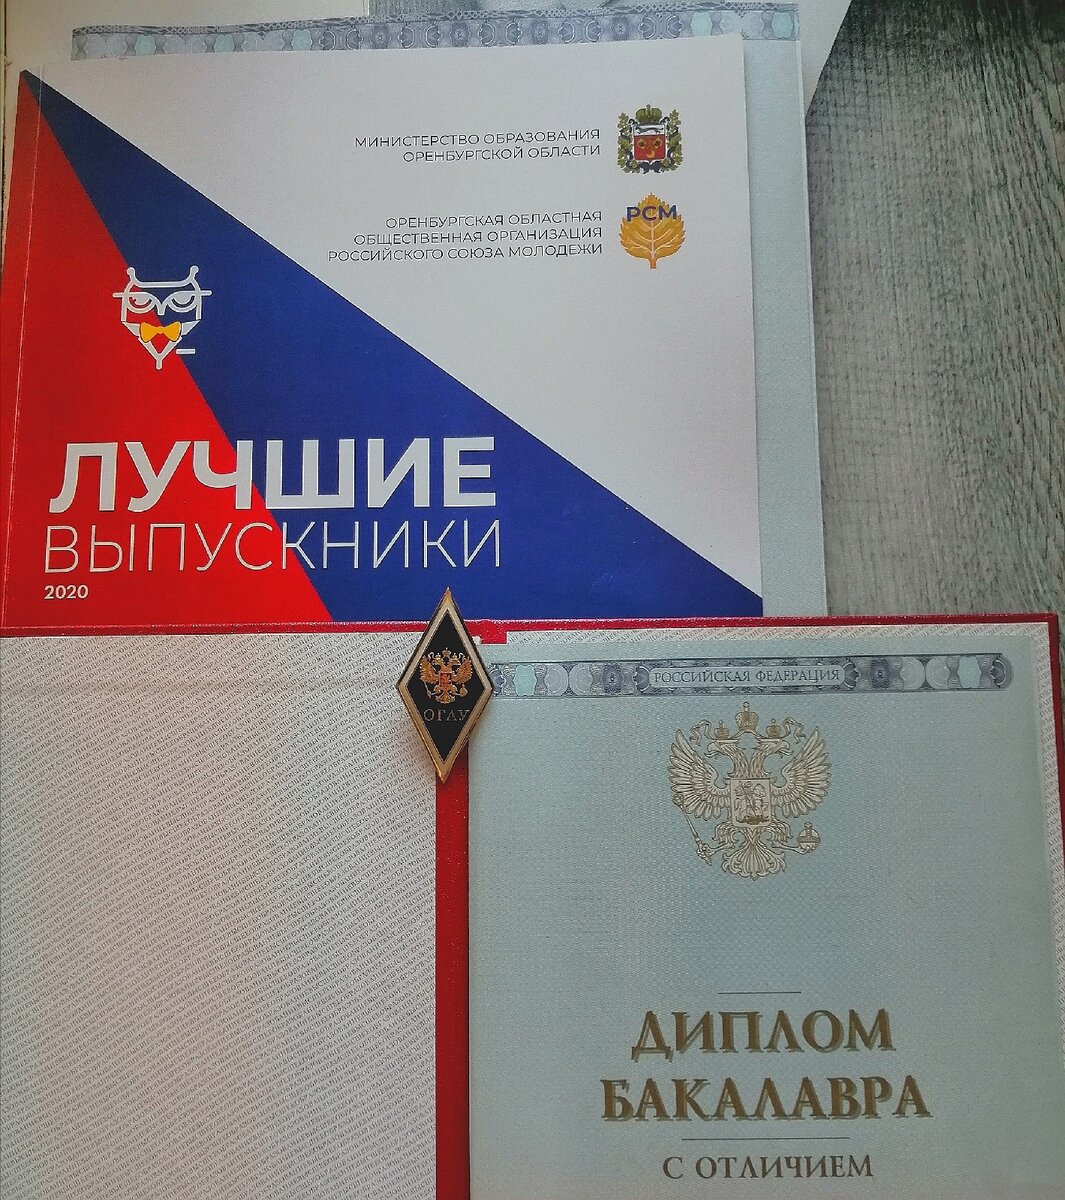 МИНИСТЕРСТВО ОБРАЗОВАНИЯ
ОРЕНБУРГСКОЙ ОБЛАСТИ
ОРЕНБУРГСКАЯ ОБЛАСТНАЯ
ОБЩЕСТВЕННАЯ ОРГАНИЗАЦИЯ
РОССИЙСКОГО СОЮЗА МОЛОДЕЖИ
РСМ
ЛУЧШИЕ
ВЫПУСКНИКИ
2020
ОГАУ
РОССИЙСКАЯ ФЕДЕРАЦИЯ
ДИПЛОМ
БАКАЛАВРА
С ОТЛИЧИЕМ